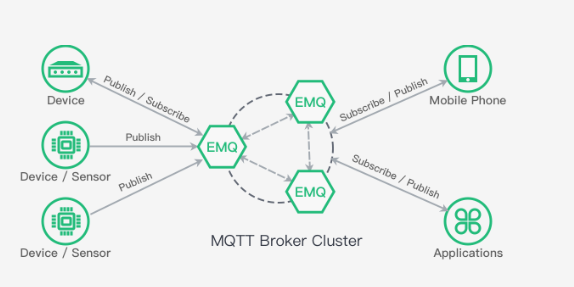 Device
Publish / Subscribe
Publish
Device / Sensor
Publish
Device / Sensor
EMQ
EMQ
EMQ
MQTT Broker Cluster
Subscribe / Publish
Mobile Phone
Subscribe / Publish
Applications